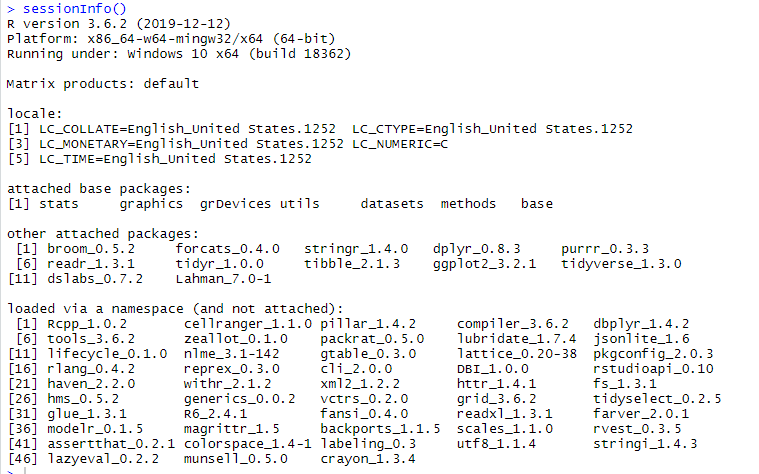 > sessionInfo()
R version 3.6.2 (2019-12-12)
Platform: x86_64-w64-mingw32/x64 (64-bit)
Running under: Windows 10 x64 (build 18362)
Matrix products: default
locale:
[1] LC_COLLATE=English_United States.1252  LC_CTYPE=English_United States.1252
[3] LC_MONETARY=English_United States.1252 LC_NUMERIC=C
[5] LC_TIME=English_United States.1252
attached base packages:
[1] stats     graphics  grDevices utils     datasets  methods   base
other attached packages:
 [1] broom_0.5.2     forcats_0.4.0   stringr_1.4.0   dplyr_0.8.3     purrr_0.3.3
 [6] readr_1.3.1     tidyr_1.0.0     tibble_2.1.3    ggplot2_3.2.1   tidyverse_1.3.0
[11] dslabs_0.7.2    Lahman_7.0-1
loaded via a namespace (and not attached):
 [1] Rcpp_1.0.2       cellranger_1.1.0 pillar_1.4.2     compiler_3.6.2   dbplyr_1.4.2
 [6] tools_3.6.2      zeallot_0.1.0    packrat_0.5.0    lubridate_1.7.4  jsonlite_1.6
[11] lifecycle_0.1.0  nlme_3.1-142     gtable_0.3.0     lattice_0.20-38  pkgconfig_2.0.3
[16] rlang_0.4.2      reprex_0.3.0     cli_2.0.0        DBI_1.0.0        rstudioapi_0.10
[21] haven_2.2.0      withr_2.1.2      xml2_1.2.2       httr_1.4.1       fs_1.3.1
[26] hms_0.5.2        generics_0.0.2   vctrs_0.2.0      grid_3.6.2       tidyselect_0.2.5
[31] glue_1.3.1       R6_2.4.1         fansi_0.4.0      readxl_1.3.1     farver_2.0.1
[36] modelr_0.1.5     magrittr_1.5     backports_1.1.5  scales_1.1.0     rvest_0.3.5
[41] assertthat_0.2.1 colorspace_1.4-1 labeling_0.3     utf8_1.1.4       stringi_1.4.3
[46] lazyeval_0.2.2   munsell_0.5.0    crayon_1.3.4
>